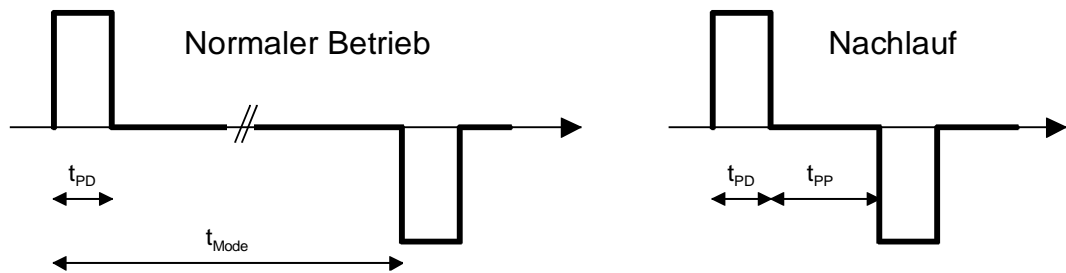 Normaler Betrieb
Nachlauf
tPD
tPD
tPP
tMode